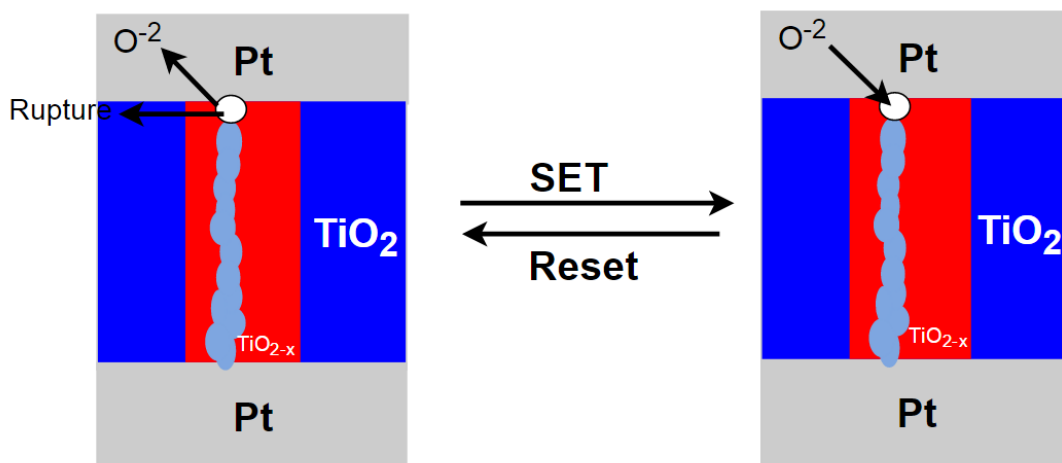 O⁻²
Pt
Rupture
TiO₂
TiO₂₋ₓ
Pt
SET
Reset
O⁻²
Pt
TiO₂
TiO₂₋ₓ
Pt